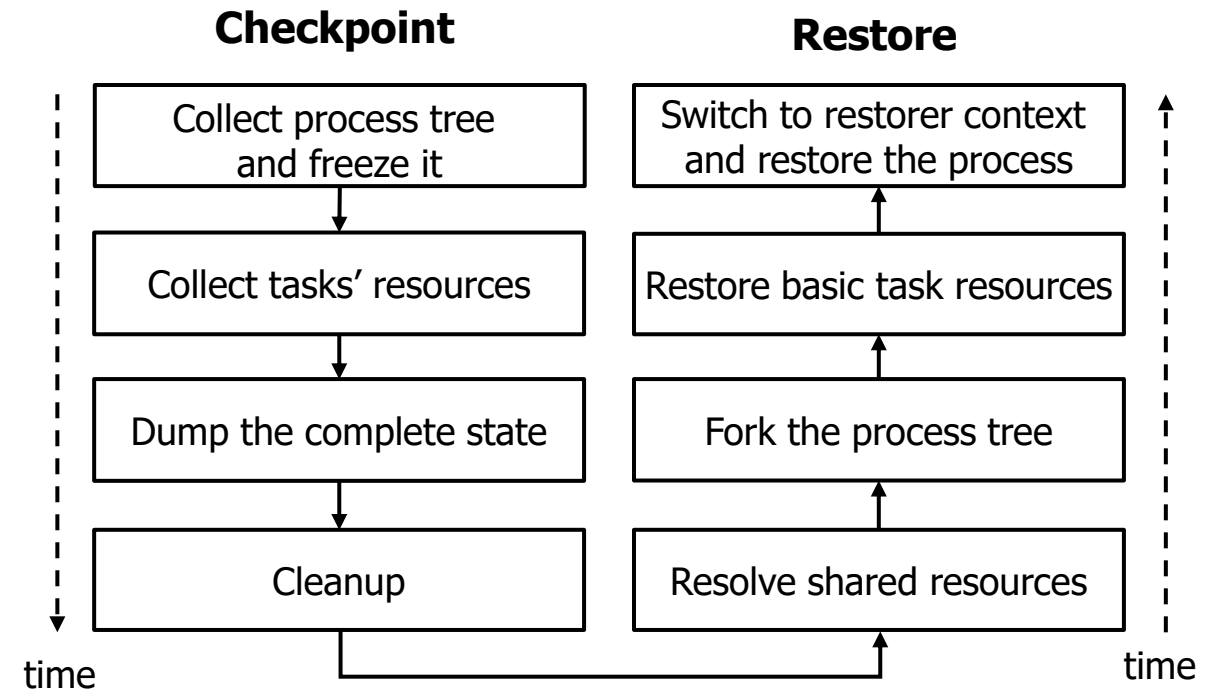 Checkpoint
Collect process tree
and freeze it
Collect tasks’ resources
Dump the complete state
Cleanup
time
Restore
Switch to restorer context
and restore the process
Restore basic task resources
Fork the process tree
Resolve shared resources
time